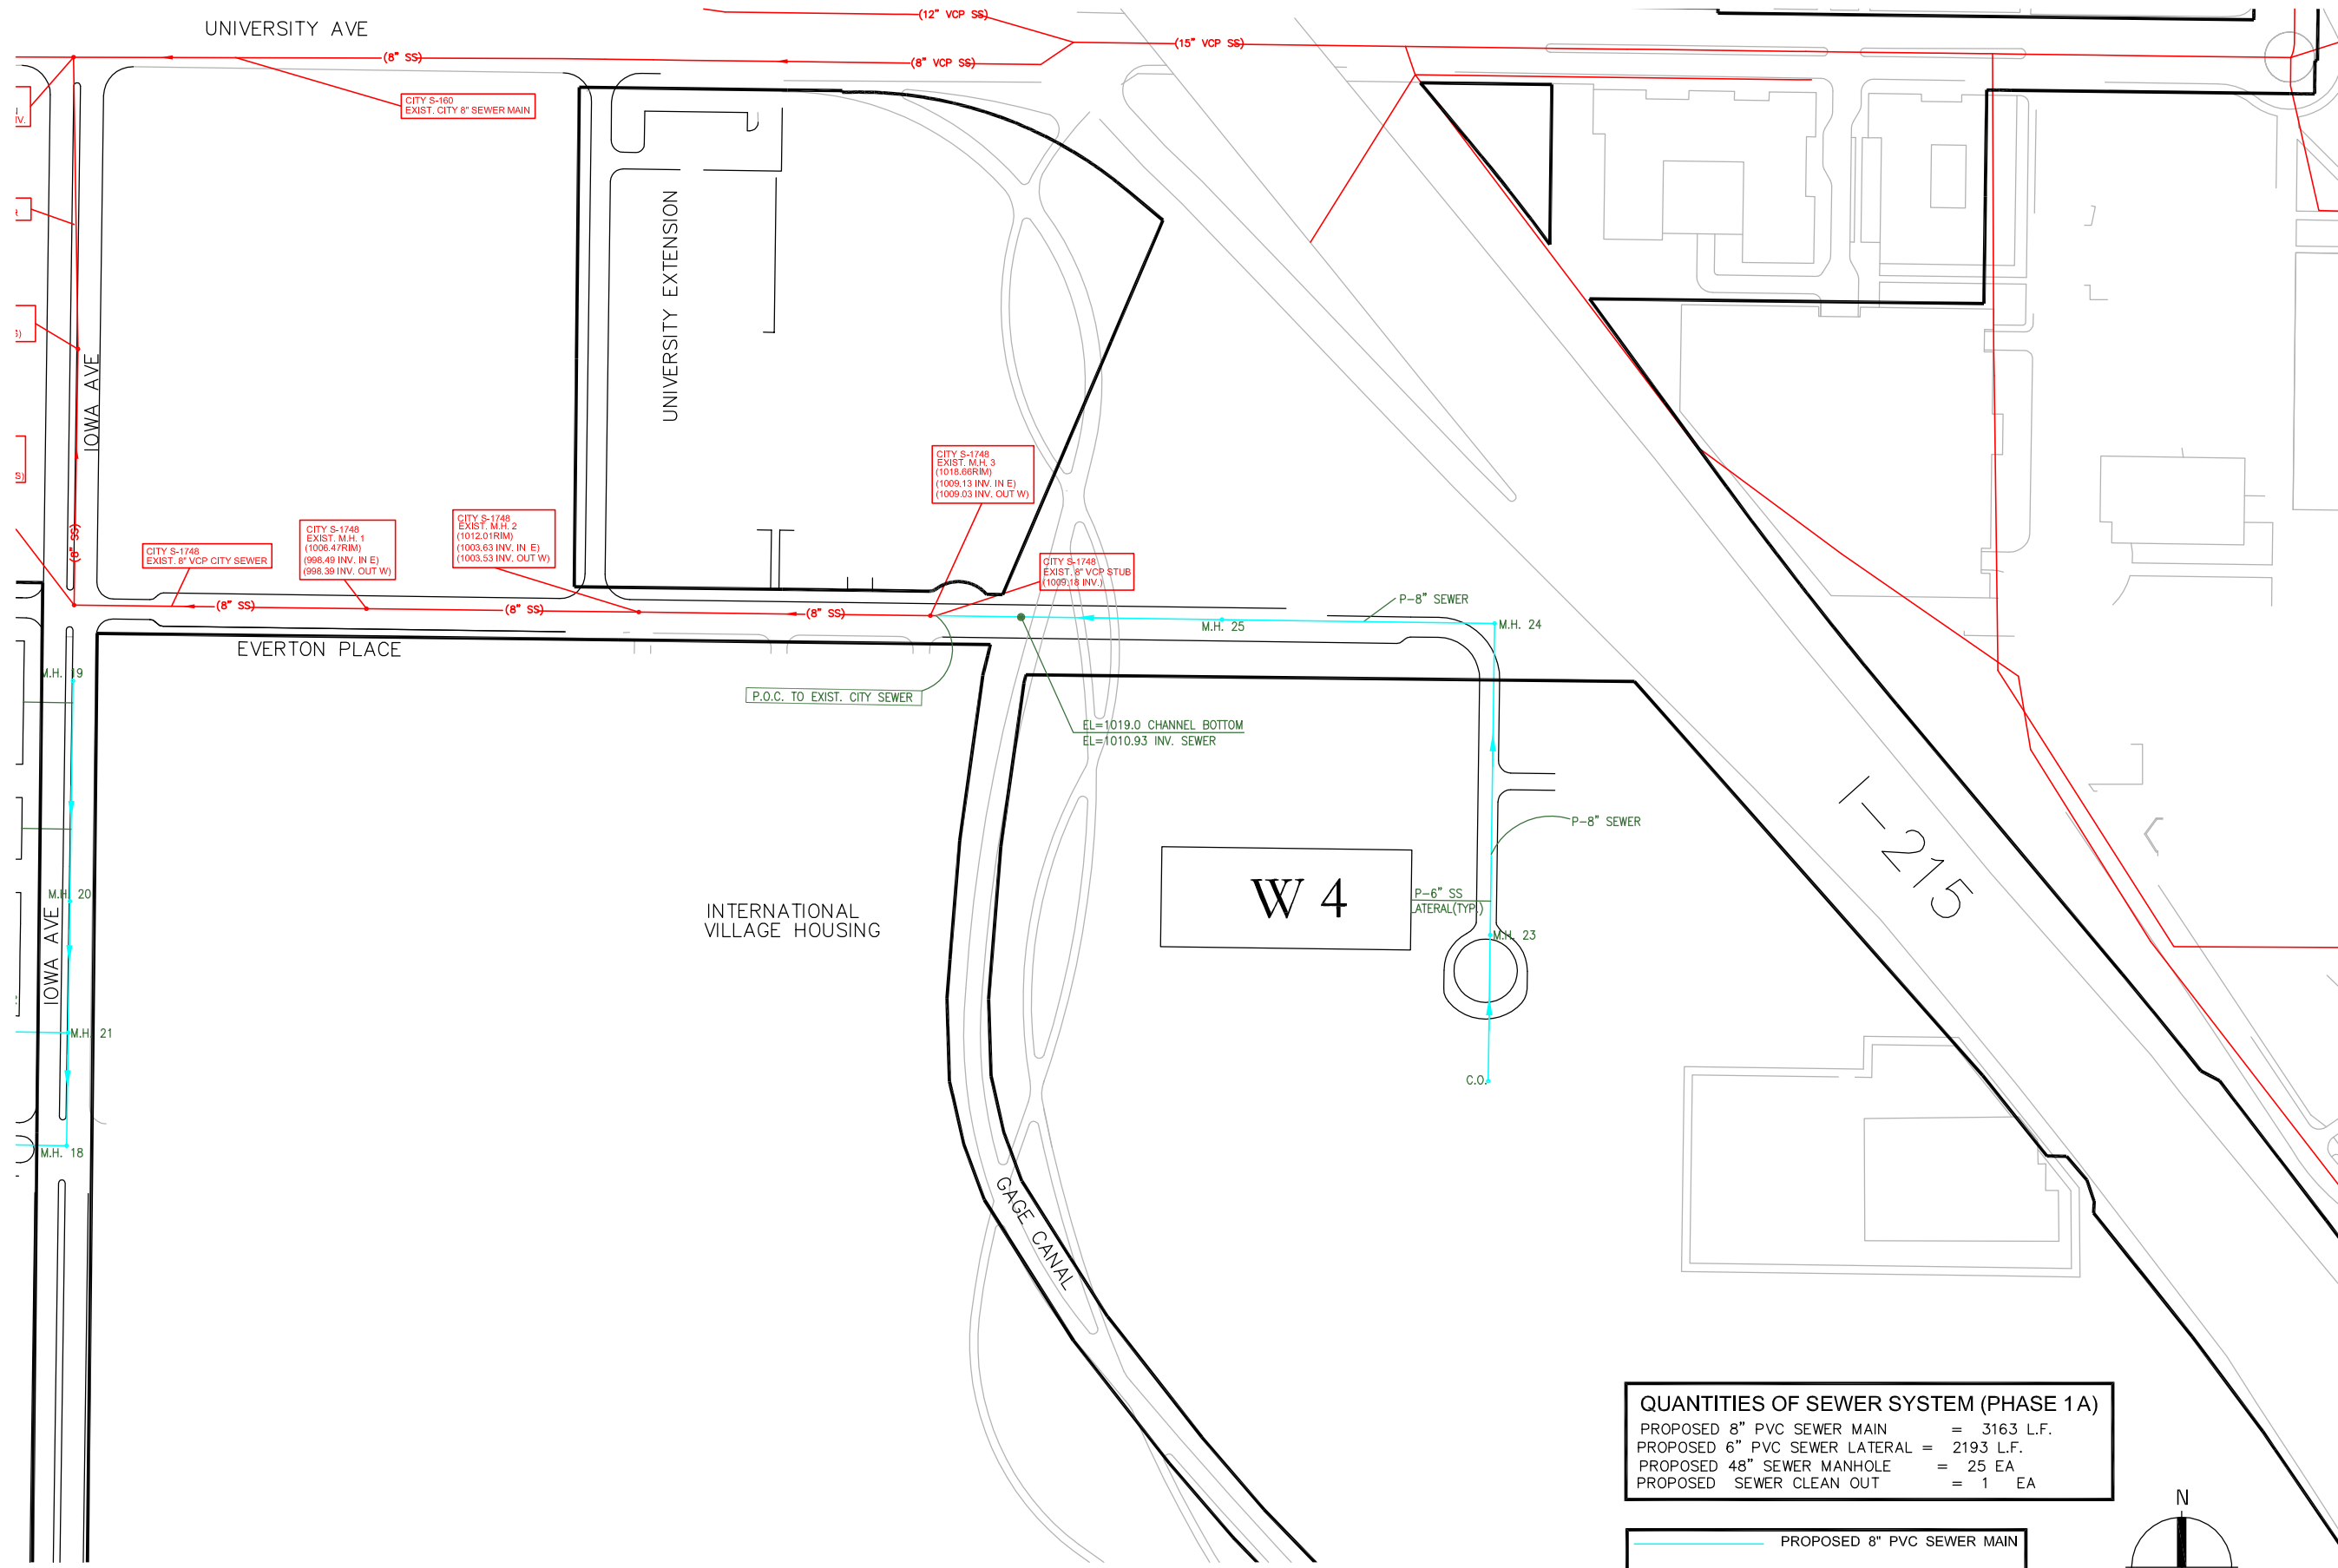 UNIVERSITY AVE
(12" VCP SS)
(15" VCP SS)
(8" SS)
(8" VCP SS)
CITY S-160
EXIST. CITY 8" SEWER MAIN
IV.
UNIVERSITY EXTENSION
IOWA AVE
S)
(8" SS)
CITY S-1748
EXIST. 8" VCP CITY SEWER
CITY S-1748
EXIST. M.H. 1
(1006.47RIM)
(998.49 INV. IN E)
(998.39 INV. OUT W)
CITY S-1748
EXIST. M.H. 2
(1012.01RIM)
(1003.63 INV. IN E)
(1003.53 INV. OUT W)
CITY S-1748
EXIST. M.H. 3
(1018.66RIM)
(1009.13 INV. IN E)
(1009.03 INV. OUT W)
CITY S-1748
EXIST. 8" VCP STUB
(1009.18 INV.)
(8" SS)
(8" SS)
(8" SS)
P-8" SEWER
M.H. 25
M.H. 24
EVERTON PLACE
M.H. 19
P.O.C. TO EXIST. CITY SEWER
EL=1019.0 CHANNEL BOTTOM
EL=1010.93 INV. SEWER
I-215
P-8" SEWER
W 4
P-6" SS
LATERAL(TYP.)
M.H. 20
INTERNATIONAL
VILLAGE HOUSING
M.H. 23
IOWA AVE
M.H. 21
C.O.
M.H. 18
GAGE CANAL
QUANTITIES OF SEWER SYSTEM (PHASE 1A)
PROPOSED 8" PVC SEWER MAIN = 3163 L.F.
PROPOSED 6" PVC SEWER LATERAL = 2193 L.F.
PROPOSED 48" SEWER MANHOLE = 25 EA
PROPOSED SEWER CLEAN OUT = 1 EA
N
PROPOSED 8" PVC SEWER MAIN